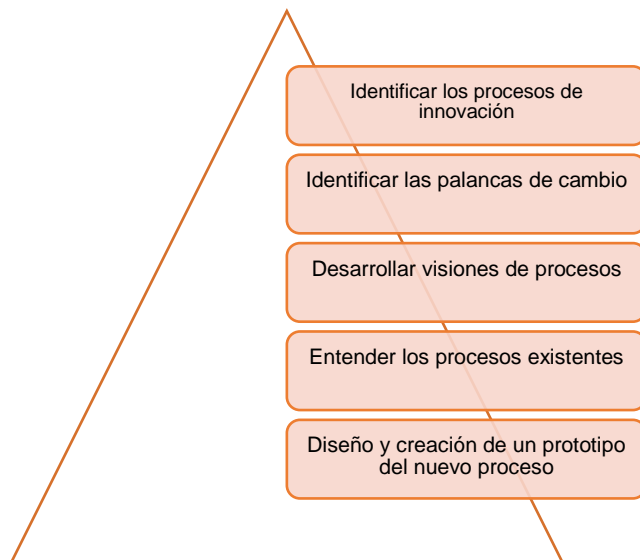 Identificar los procesos de
innovación
Identificar las palancas de cambio
Desarrollar visiones de procesos
Entender los procesos existentes
Diseño y creación de un prototipo
del nuevo proceso